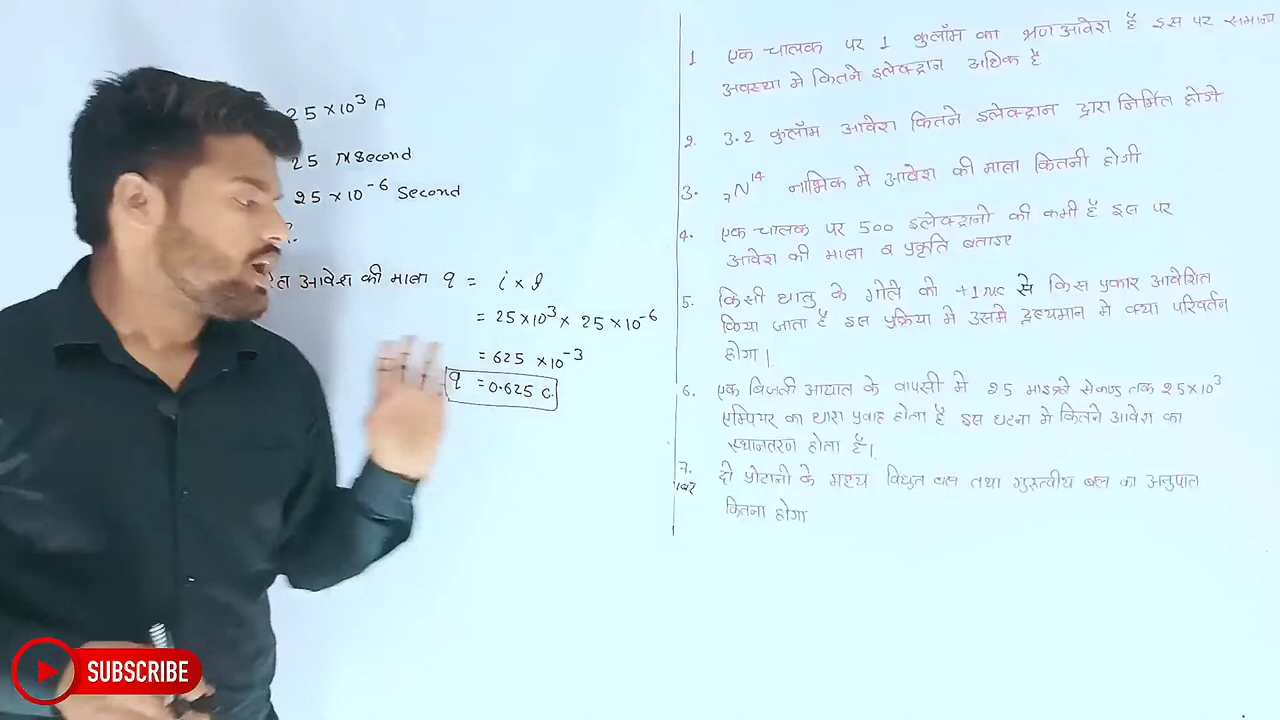 25 × 10³ A
25 μ Second
25 × 10⁻⁶ Second
?.
आवेश की मात्रा q = i × t
= 25 × 10³ × 25 × 10⁻⁶
= 625 × 10⁻³
q = 0.625 C.
1 एक चालक पर 1 कुलॉम का ऋण आवेश है इस पर समान्य
अवस्था मे कितने इलेक्ट्रान अधिक है
2. 3.2 कुलॉम आवेश कितने इलेक्ट्रान द्वारा निर्मित होगे
3. ₇N¹⁴ नाभिक मे आवेश की मात्रा कितनी होगी
4. एक चालक पर 500 इलेक्ट्रानो की कमी है इस पर
आवेश की मात्रा व प्रकृति बताइए
5. किसी धातु के गोले को +1μc से किस प्रकार आवेशित
किया जाता है इस प्रक्रिया मे उसमे द्रव्यमान मे क्या परिवर्तन
होगा।
6. एक बिजली आघात के वापसी मे 25 माइक्रो सेकण्ड तक 25×10³
एम्पियर का धारा प्रवाह होता है इस घटना मे कितने आवेश का
स्थानतरण होता है।
7. दो प्रोटानो के मध्य विद्युत बल तथा गुरुत्वीय बल का अनुपात
कितना होगा
SUBSCRIBE